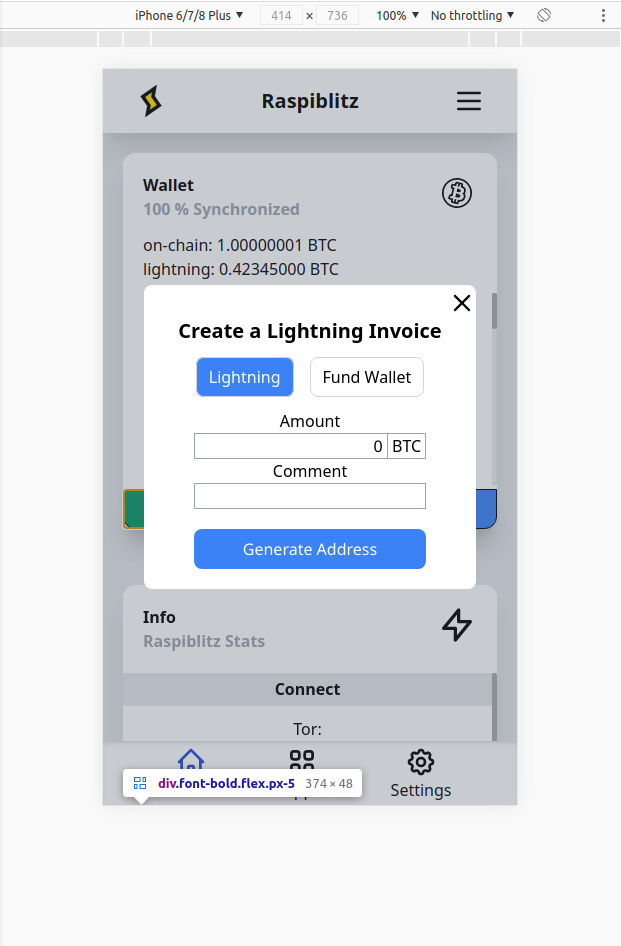 iPhone 6/7/8 Plus ▼ 414 × 736 100% ▼ No throttling ▼
Raspiblitz
Wallet
100 % Synchronized
on-chain: 1.00000001 BTC
lightning: 0.42345000 BTC
Create a Lightning Invoice
Lightning Fund Wallet
Amount
0 BTC
Comment
Generate Address
Info
Raspiblitz Stats
Connect
Tor:
Settings
div.font-bold.flex.px-5 374 × 48